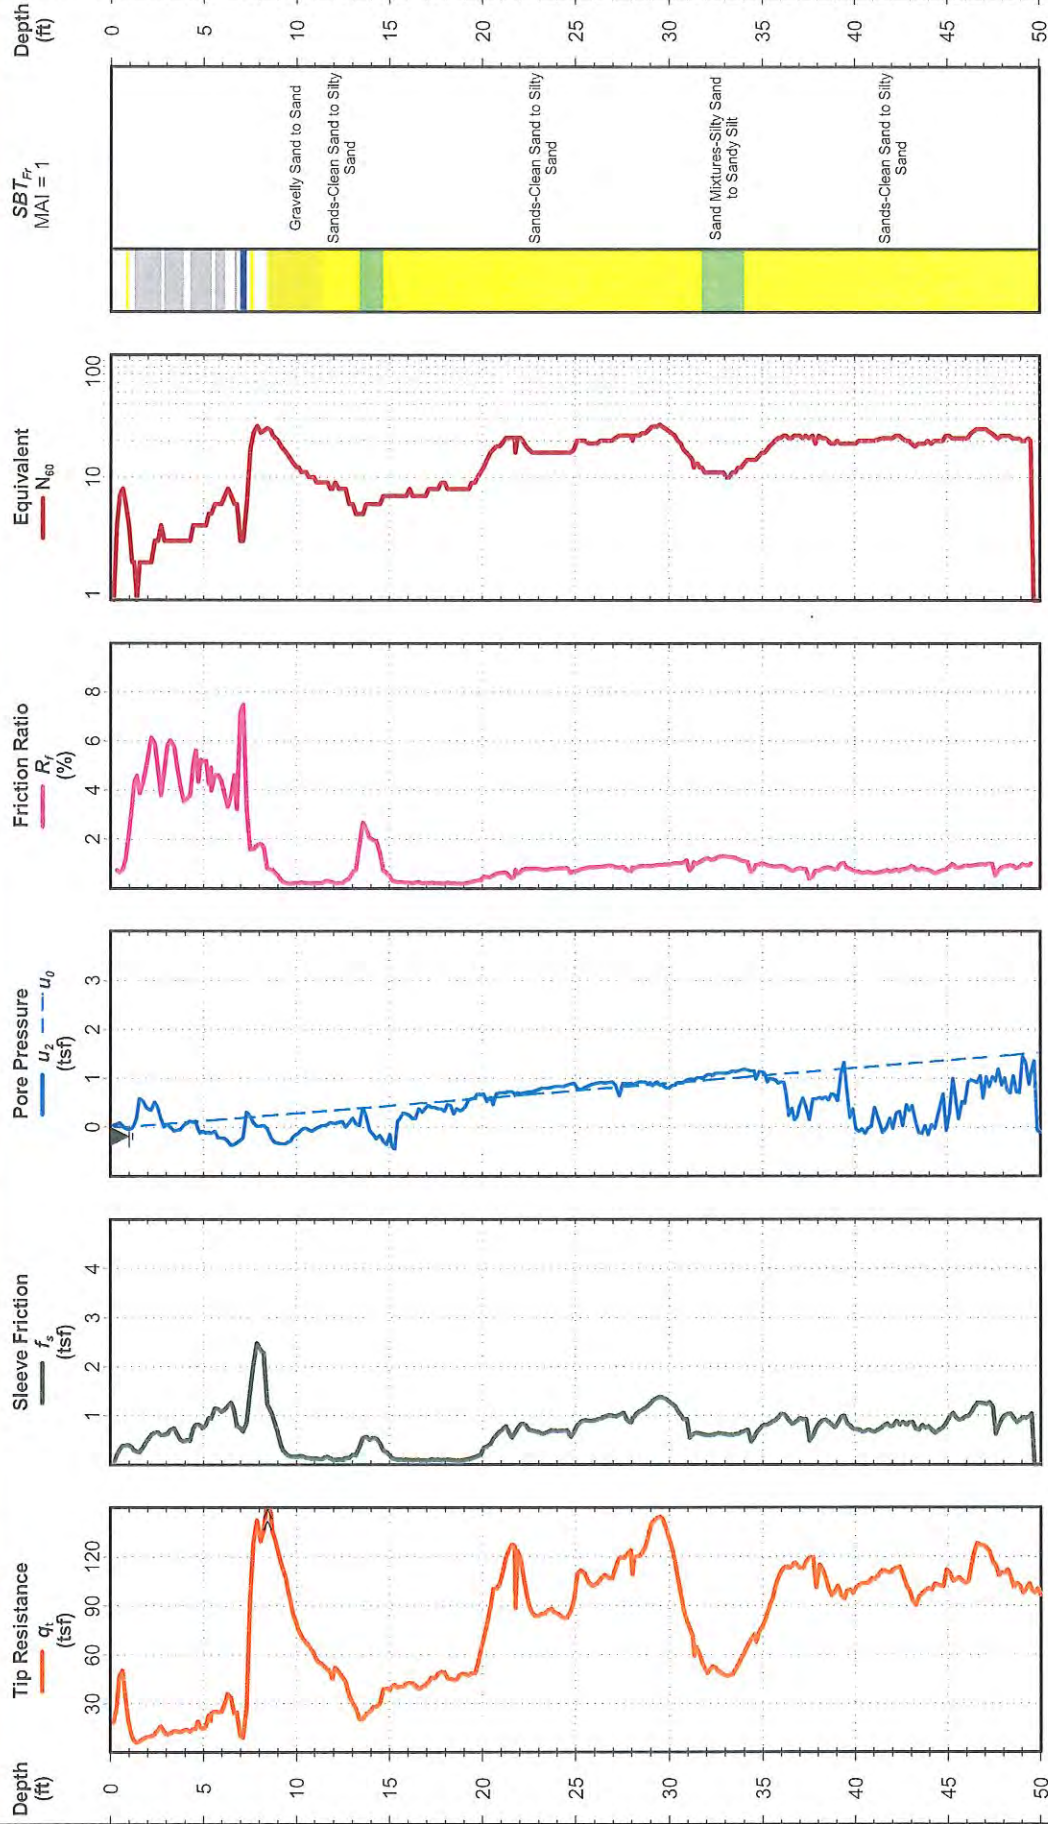 Depth
(ft)
Tip Resistance
qt
(tsf)
30
60
90
120
Sleeve Friction
fs
(tsf)
1
2
3
4
Pore Pressure
u2 u0
(tsf)
0
1
2
3
Friction Ratio
Rf
(%)
2
4
6
8
Equivalent
N60
1
10
100
SBTFr
MAI = 1
Gravelly Sand to Sand
Sands-Clean Sand to Silty
Sand
Sands-Clean Sand to Silty
Sand
Sand Mixtures-Silty Sand
to Sandy Silt
Sands-Clean Sand to Silty
Sand
Depth
(ft)
0
5
10
15
20
25
30
35
40
45
50
0
5
10
15
20
25
30
35
40
45
50